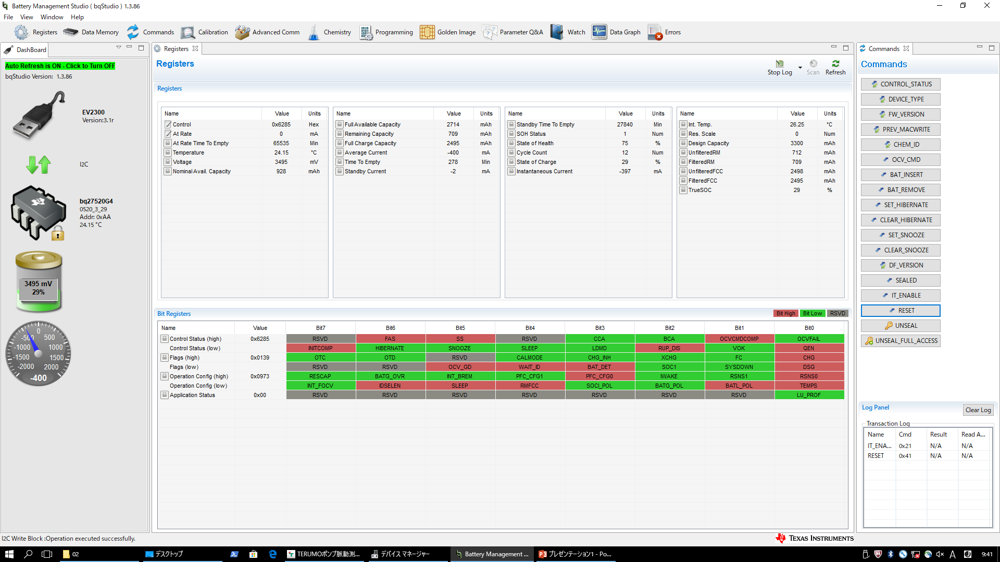 Battery Management Studio ( bqStudio ) 1.3.86
File View Window Help
Registers Data Memory Commands Calibration Advanced Comm Chemistry Programming Golden Image Parameter Q&A Watch Data Graph Errors
DashBoard
Auto Refresh is ON - Click to Turn OFF
bqStudio Version: 1.3.86
EV2300
Version:3.1r
I2C
bq27520G4
0520_3_29
Addr: 0xAA
24.15 °C
3495 mV
29%
0
-500 500
-1000 1000
-1500 1500
-2000 2000
-400
Registers
Registers
Stop Log Scan Refresh
Registers
Name Value Units
Control 0x6285 Hex
At Rate 0 mA
At Rate Time To Empty 65535 Min
Temperature 24.15 °C
Voltage 3495 mV
Nominal Avail. Capacity 928 mAh
Name Value Units
Full Available Capacity 2714 mAh
Remaining Capacity 709 mAh
Full Charge Capacity 2495 mAh
Average Current -400 mA
Time To Empty 278 Min
Standby Current -2 mA
Name Value Units
Standby Time To Empty 27840 Min
SOH Status 1 Num
State of Health 75 %
Cycle Count 12 Num
State of Charge 29 %
Instantaneous Current -397 mA
Name Value Units
Int. Temp. 26.25 °C
Res. Scale 0 Num
Design Capacity 3300 mAh
UnfilteredRM 712 mAh
FilteredRM 709 mAh
UnfilteredFCC 2498 mAh
FilteredFCC 2495 mAh
TrueSOC 29 %
Bit Registers Bit High Bit Low RSVD
Name Value Bit7 Bit6 Bit5 Bit4 Bit3 Bit2 Bit1 Bit0
Control Status (high) 0x6285 RSVD FAS SS RSVD CCA BCA OCVCMDCOMP OCVFAIL
Control Status (low) INITCOMP HIBERNATE SNOOZE SLEEP LDMD RUP_DIS VOK QEN
Flags (high) 0x0139 OTC OTD RSVD CALMODE CHG_INH XCHG FC CHG
Flags (low) RSVD RSVD OCV_GD WAIT_ID BAT_DET SOC1 SYSDOWN DSG
Operation Config (high) 0x0973 RESCAP BATG_OVR INT_BREM PFC_CFG1 PFC_CFG0 IWAKE RSNS1 RSNS0
Operation Config (low) INT_FOCV IDSELEN SLEEP RMFCC SOCI_POL BATG_POL BATL_POL TEMPS
Application Status 0x00 RSVD RSVD RSVD RSVD RSVD RSVD RSVD LU_PROF
Commands
Commands
CONTROL_STATUS
DEVICE_TYPE
FW_VERSION
PREV_MACWRITE
CHEM_ID
OCV_CMD
BAT_INSERT
BAT_REMOVE
SET_HIBERNATE
CLEAR_HIBERNATE
SET_SNOOZE
CLEAR_SNOOZE
DF_VERSION
SEALED
IT_ENABLE
RESET
UNSEAL
UNSEAL_FULL_ACCESS
Log Panel
Clear Log
Transaction Log
Name Cmd Result Read A...
IT_ENA... 0x21 N/A N/A
RESET 0x41 N/A N/A
I2C Write Block :Operation executed successfully.
TEXAS INSTRUMENTS
02 デスクトップ TERUMOポンプ脈動測... デバイス マネージャー Battery Management ... プレゼンテーション1 - Po... A 9:41